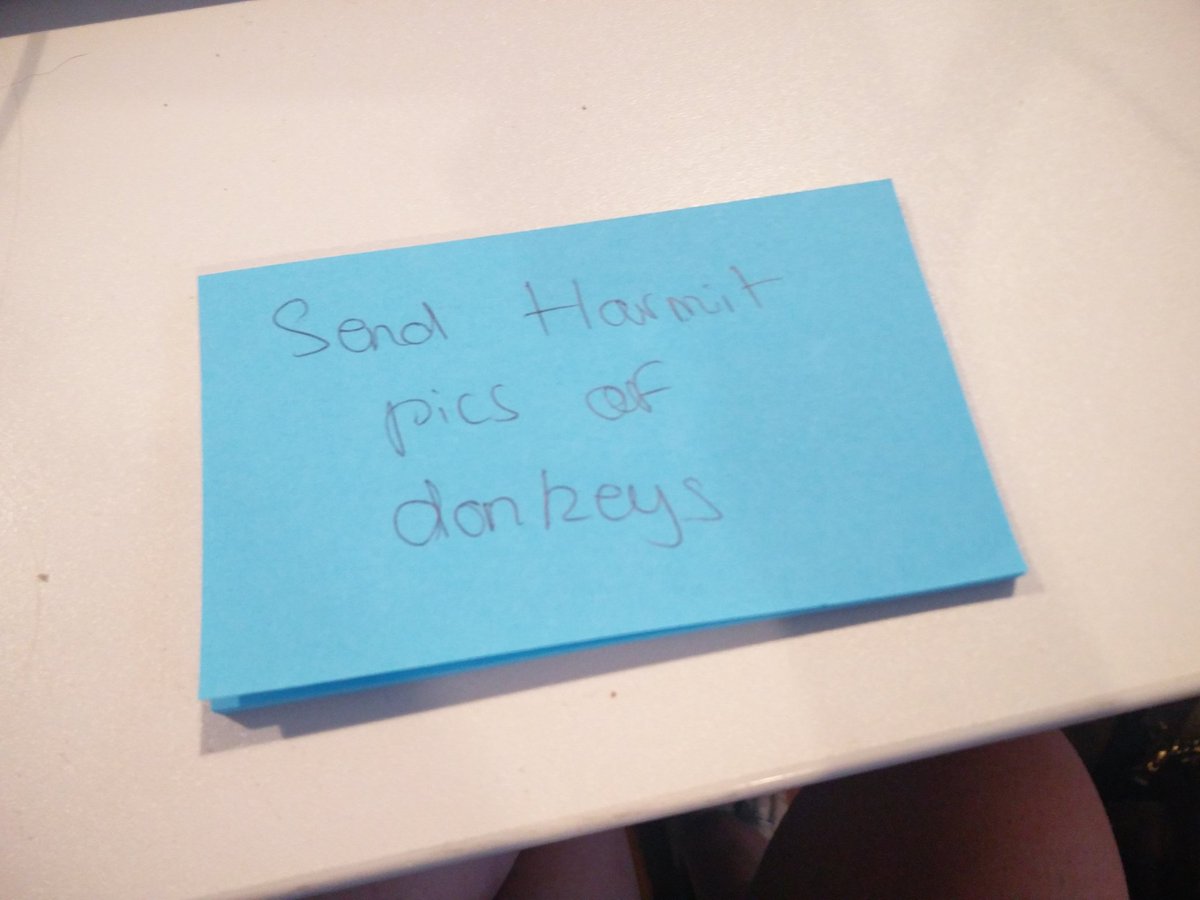 Send Harmit
pics of
donkeys